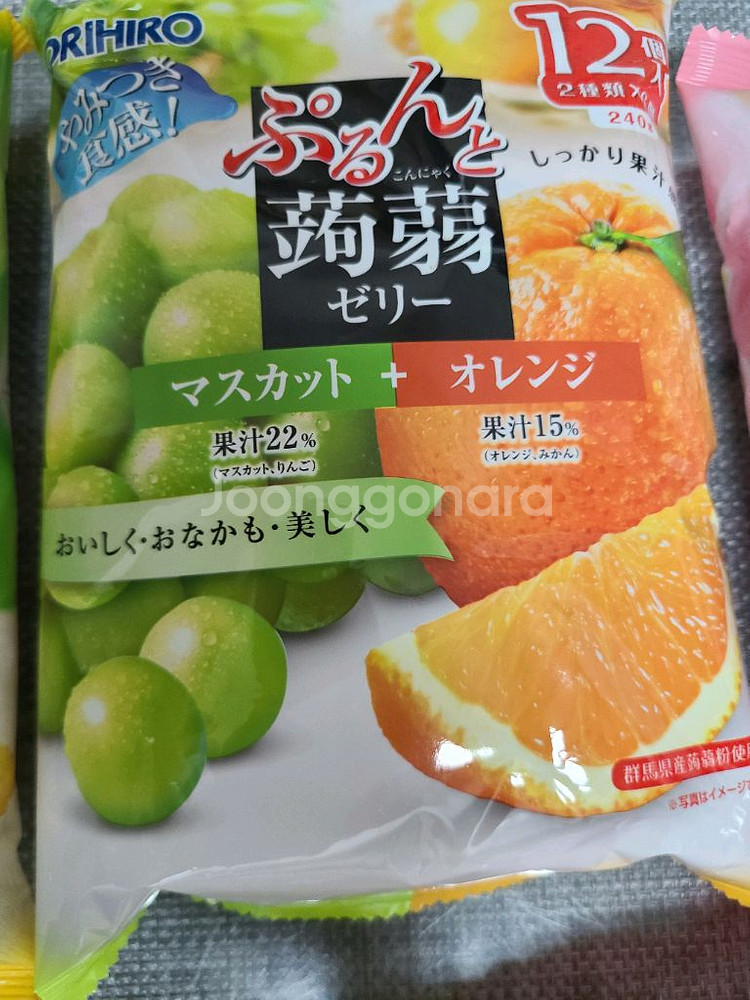 ORIHIRO
やみつき
食感!
12個
2種類×
240
ぷるんと
こんにゃく
蒟蒻
ゼリー
しっかり果汁
マスカット + オレンジ
果汁22%
(マスカット、りんご)
果汁15%
(オレンジ、みかん)
Joonggonara
おいしく・おなかも・美しく
群馬県産蒟蒻粉使用
※写真はイメージで